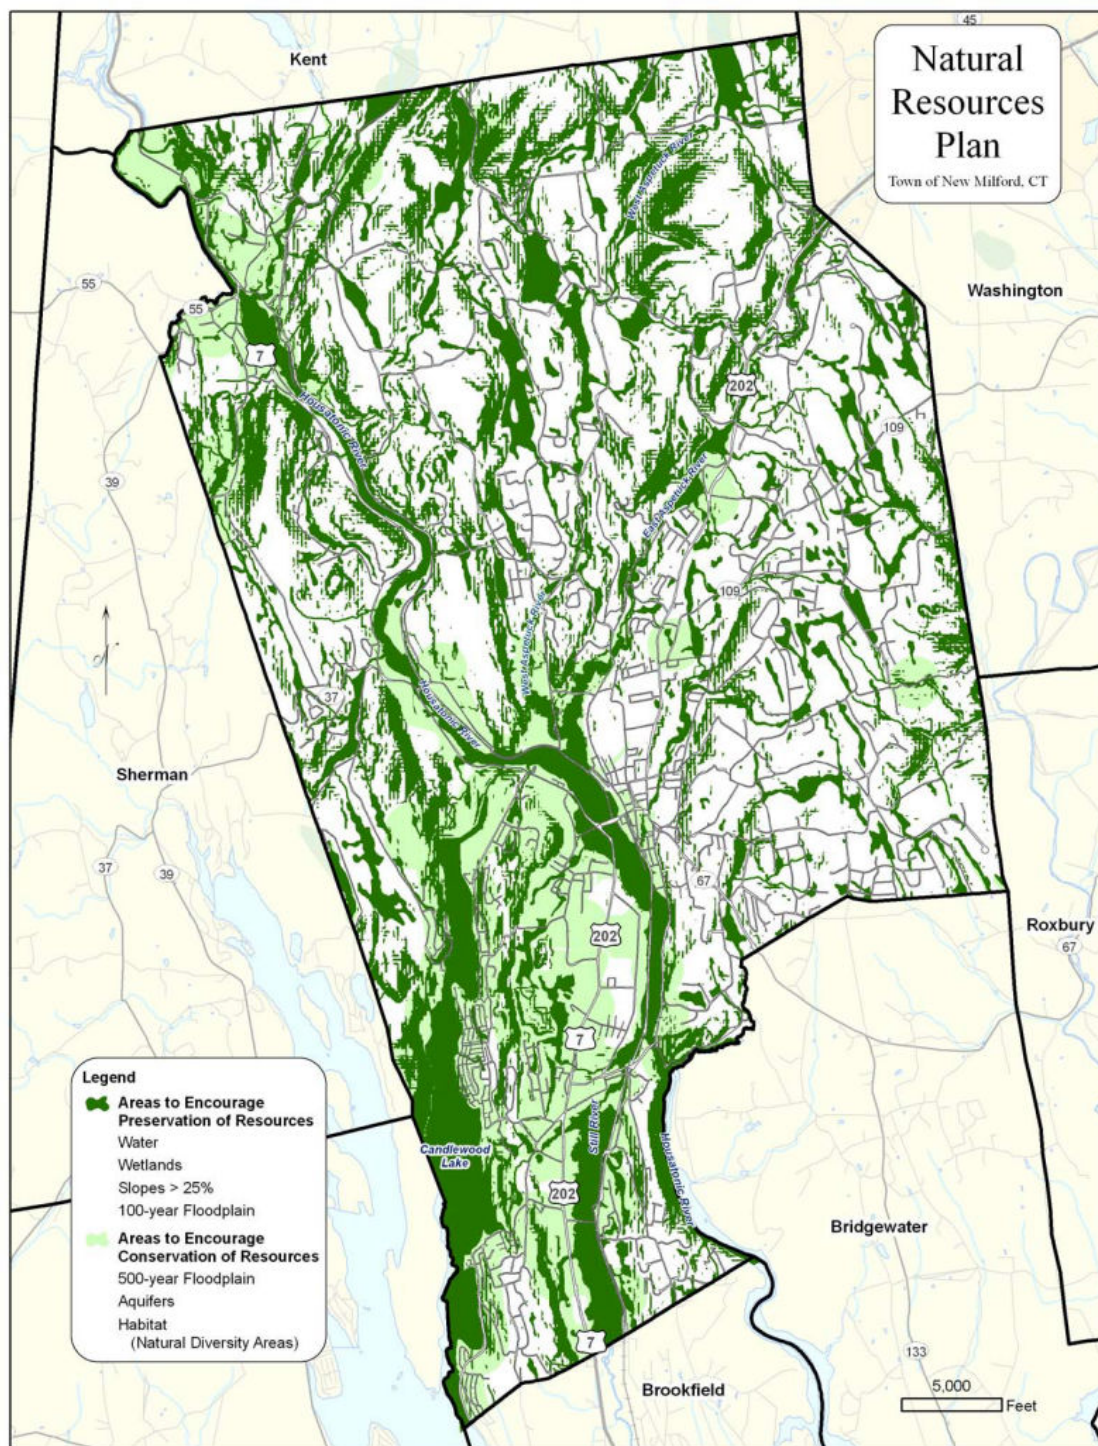 45
Natural
Resources
Plan
Town of New Milford, CT
Kent
West Aspetuck River
55
55
Washington
7
202
Housatonic River
109
39
East Aspetuck River
109
West Aspetuck River
37
Housatonic River
Sherman
37
39
67
Roxbury
67
202
7
Legend
Areas to Encourage
Preservation of Resources
Water
Wetlands
Slopes > 25%
100-year Floodplain
Areas to Encourage
Conservation of Resources
500-year Floodplain
Aquifers
Habitat
(Natural Diversity Areas)
Candlewood
Lake
Still River
Housatonic River
202
Bridgewater
7
133
Brookfield
5,000
Feet